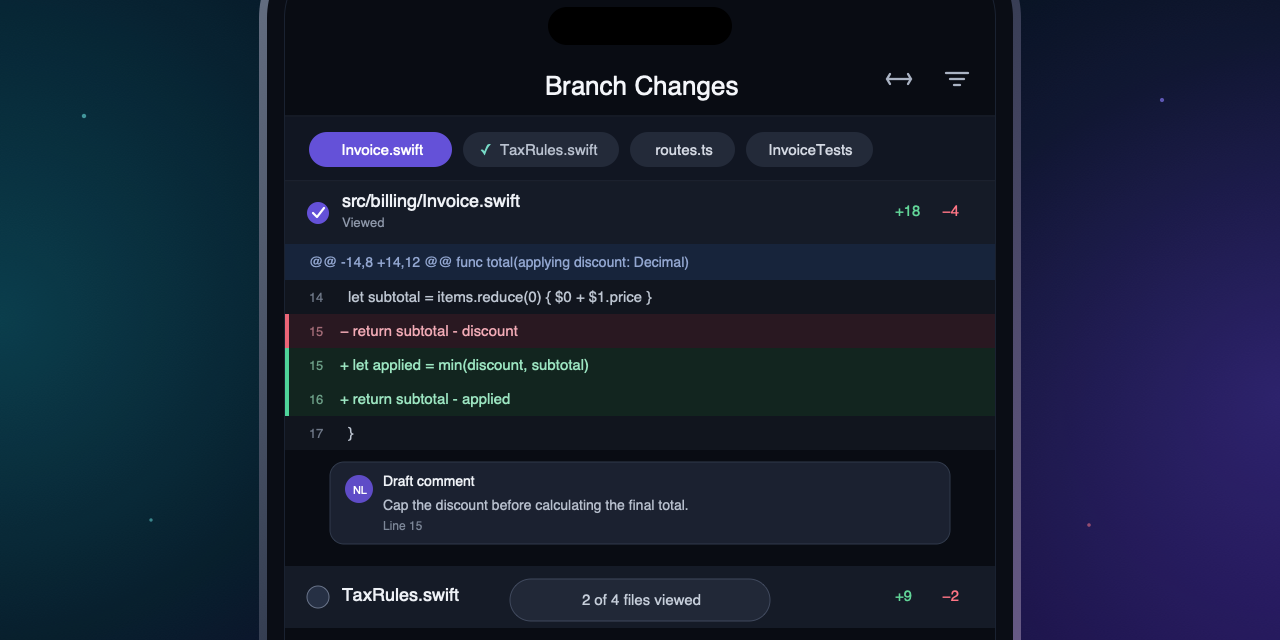 Branch Changes
Invoice.swift
✓ TaxRules.swift
routes.ts
InvoiceTests
src/billing/Invoice.swift
Viewed
+18 −4
@@ -14,8 +14,12 @@ func total(applying discount: Decimal)
14 let subtotal = items.reduce(0) { $0 + $1.price }
15 − return subtotal - discount
15 + let applied = min(discount, subtotal)
16 + return subtotal - applied
17 }
NL
Draft comment
Cap the discount before calculating the final total.
Line 15
TaxRules.swift
2 of 4 files viewed
+9 −2